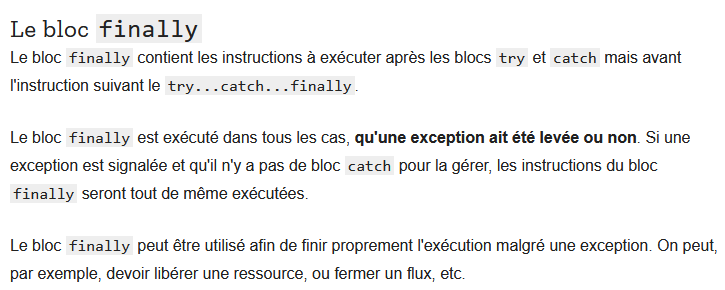 Le bloc finally
Le bloc finally contient les instructions à exécuter après les blocs try et catch mais avant
l'instruction suivant le try...catch...finally.
Le bloc finally est exécuté dans tous les cas, qu'une exception ait été levée ou non. Si une
exception est signalée et qu'il n'y a pas de bloc catch pour la gérer, les instructions du bloc
finally seront tout de même exécutées.
Le bloc finally peut être utilisé afin de finir proprement l'exécution malgré une exception. On peut,
par exemple, devoir libérer une ressource, ou fermer un flux, etc.